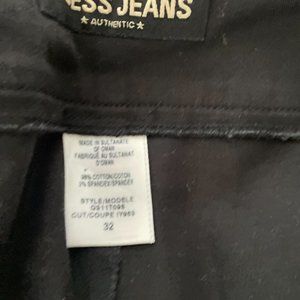 ESS JEANS
★ AUTHENTIC ★
MADE IN SULTANATE
OF OMAN
FABRIQUÉ AU SULTANAT
D'OMAN
98% COTTON/COTON
2% SPANDEX/SPANDEX
STYLE/MODELE
CUT/COUPE IY953
32